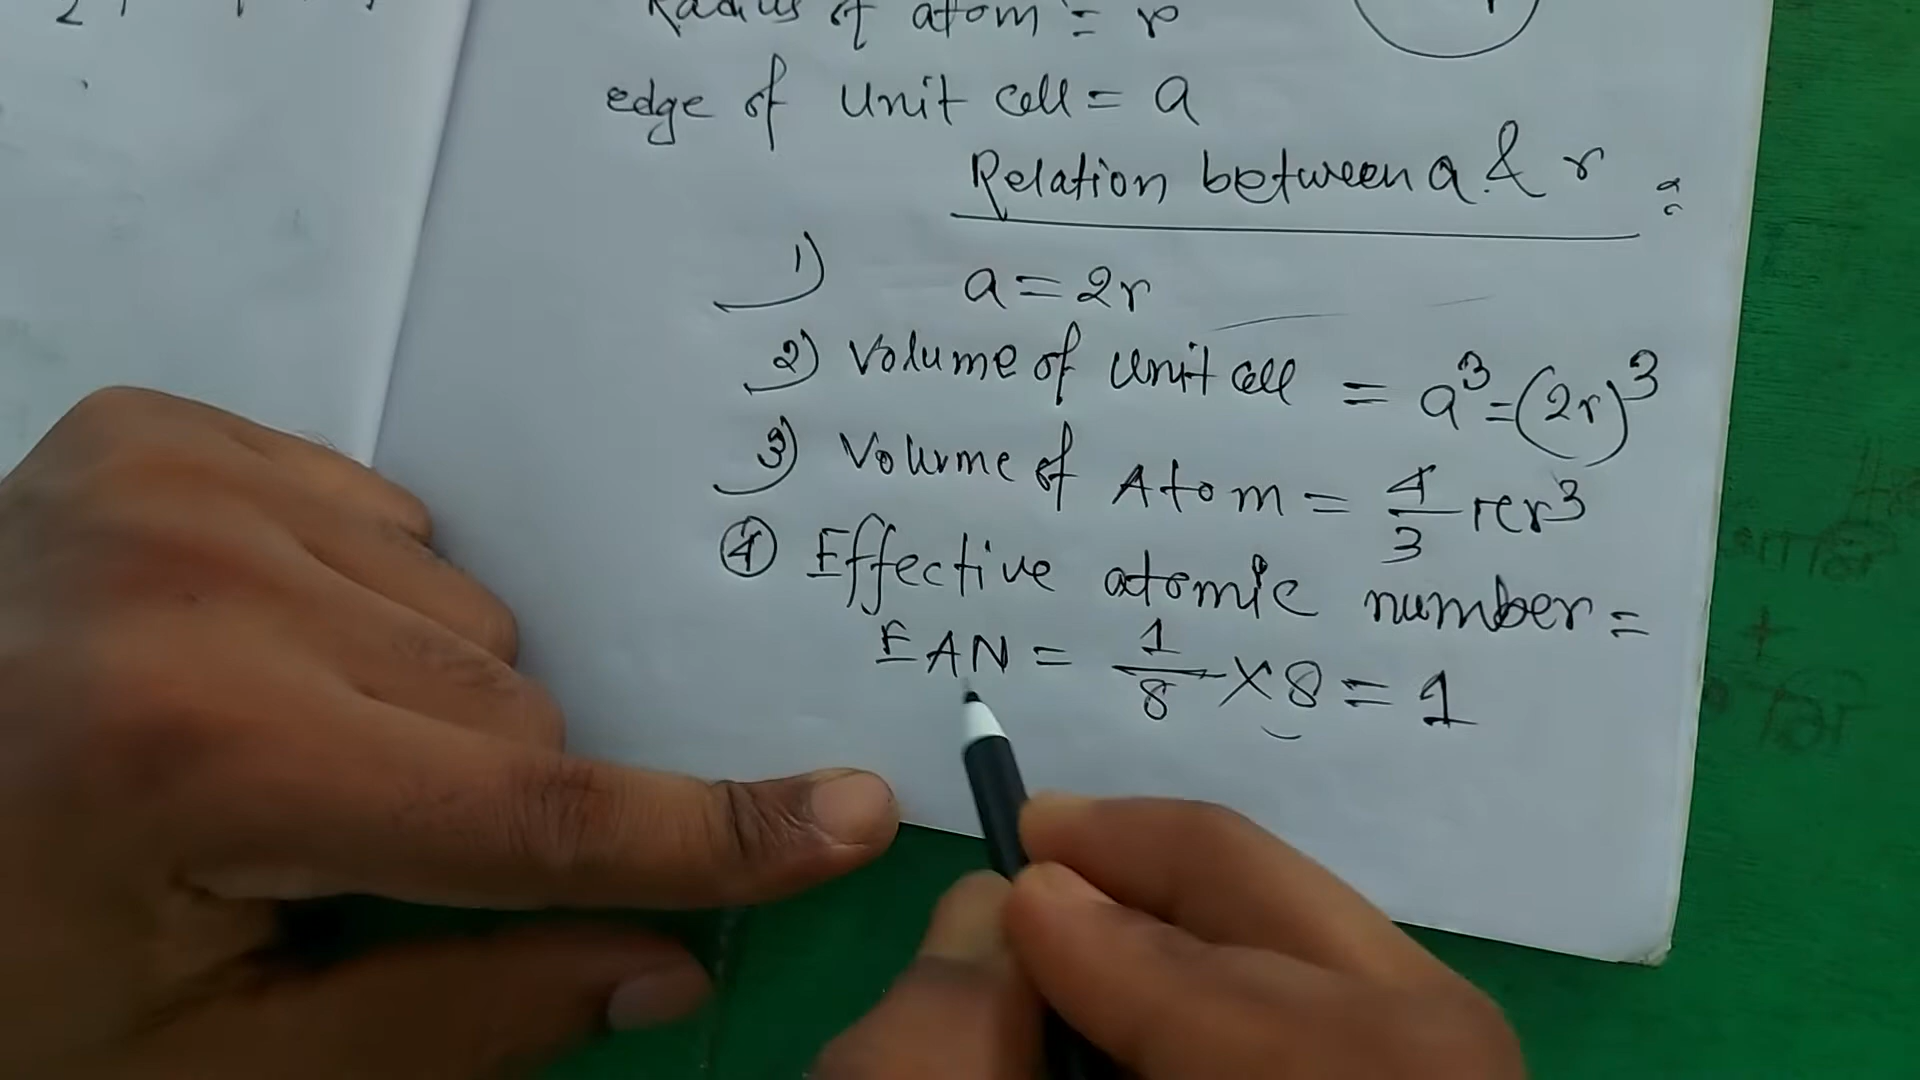 Radius of atom = r
edge of unit cell = a
Relation between a & r :
1) a = 2r
2) Volume of unit cell = a³ = (2r)³
3) Volume of Atom = 4/3 πr³
④ Effective atomic number =
EAN = 1/8 × 8 = 1